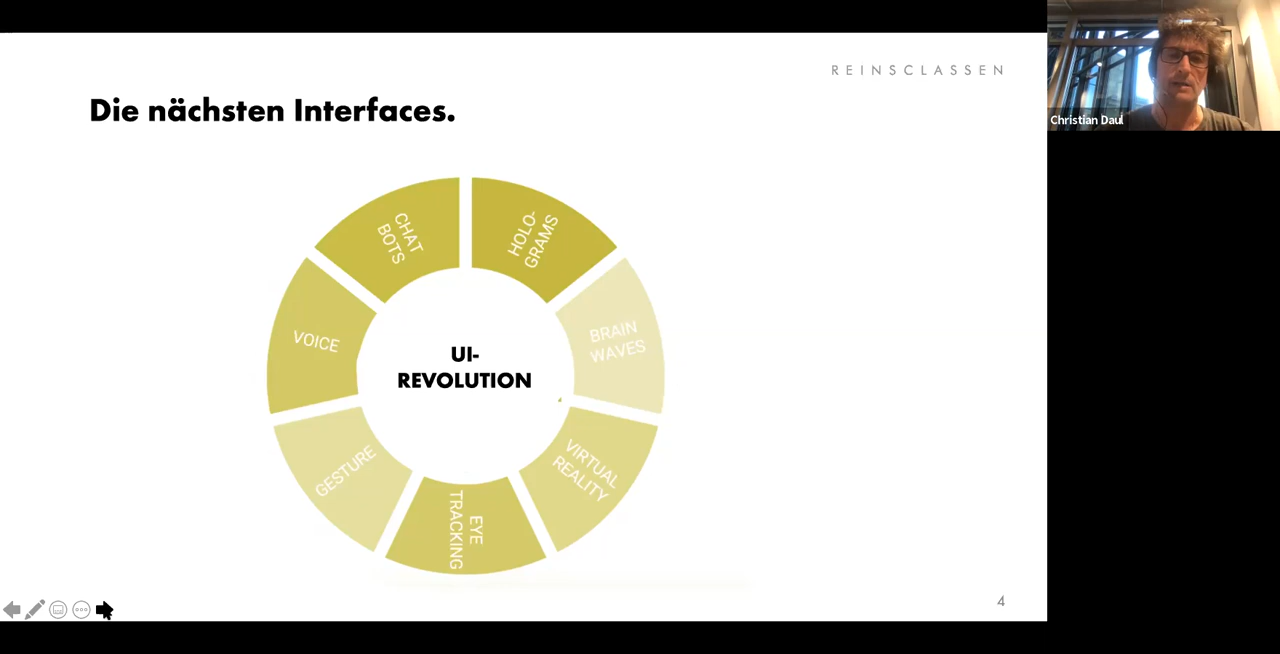 REINSCLASSEN
Christian Daul
Die nächsten Interfaces.
CHAT
BOTS
HOLO-
GRAMS
VOICE
BRAIN
WAVES
UI-
REVOLUTION
GESTURE
VIRTUAL
REALITY
EYE
TRACKING
4